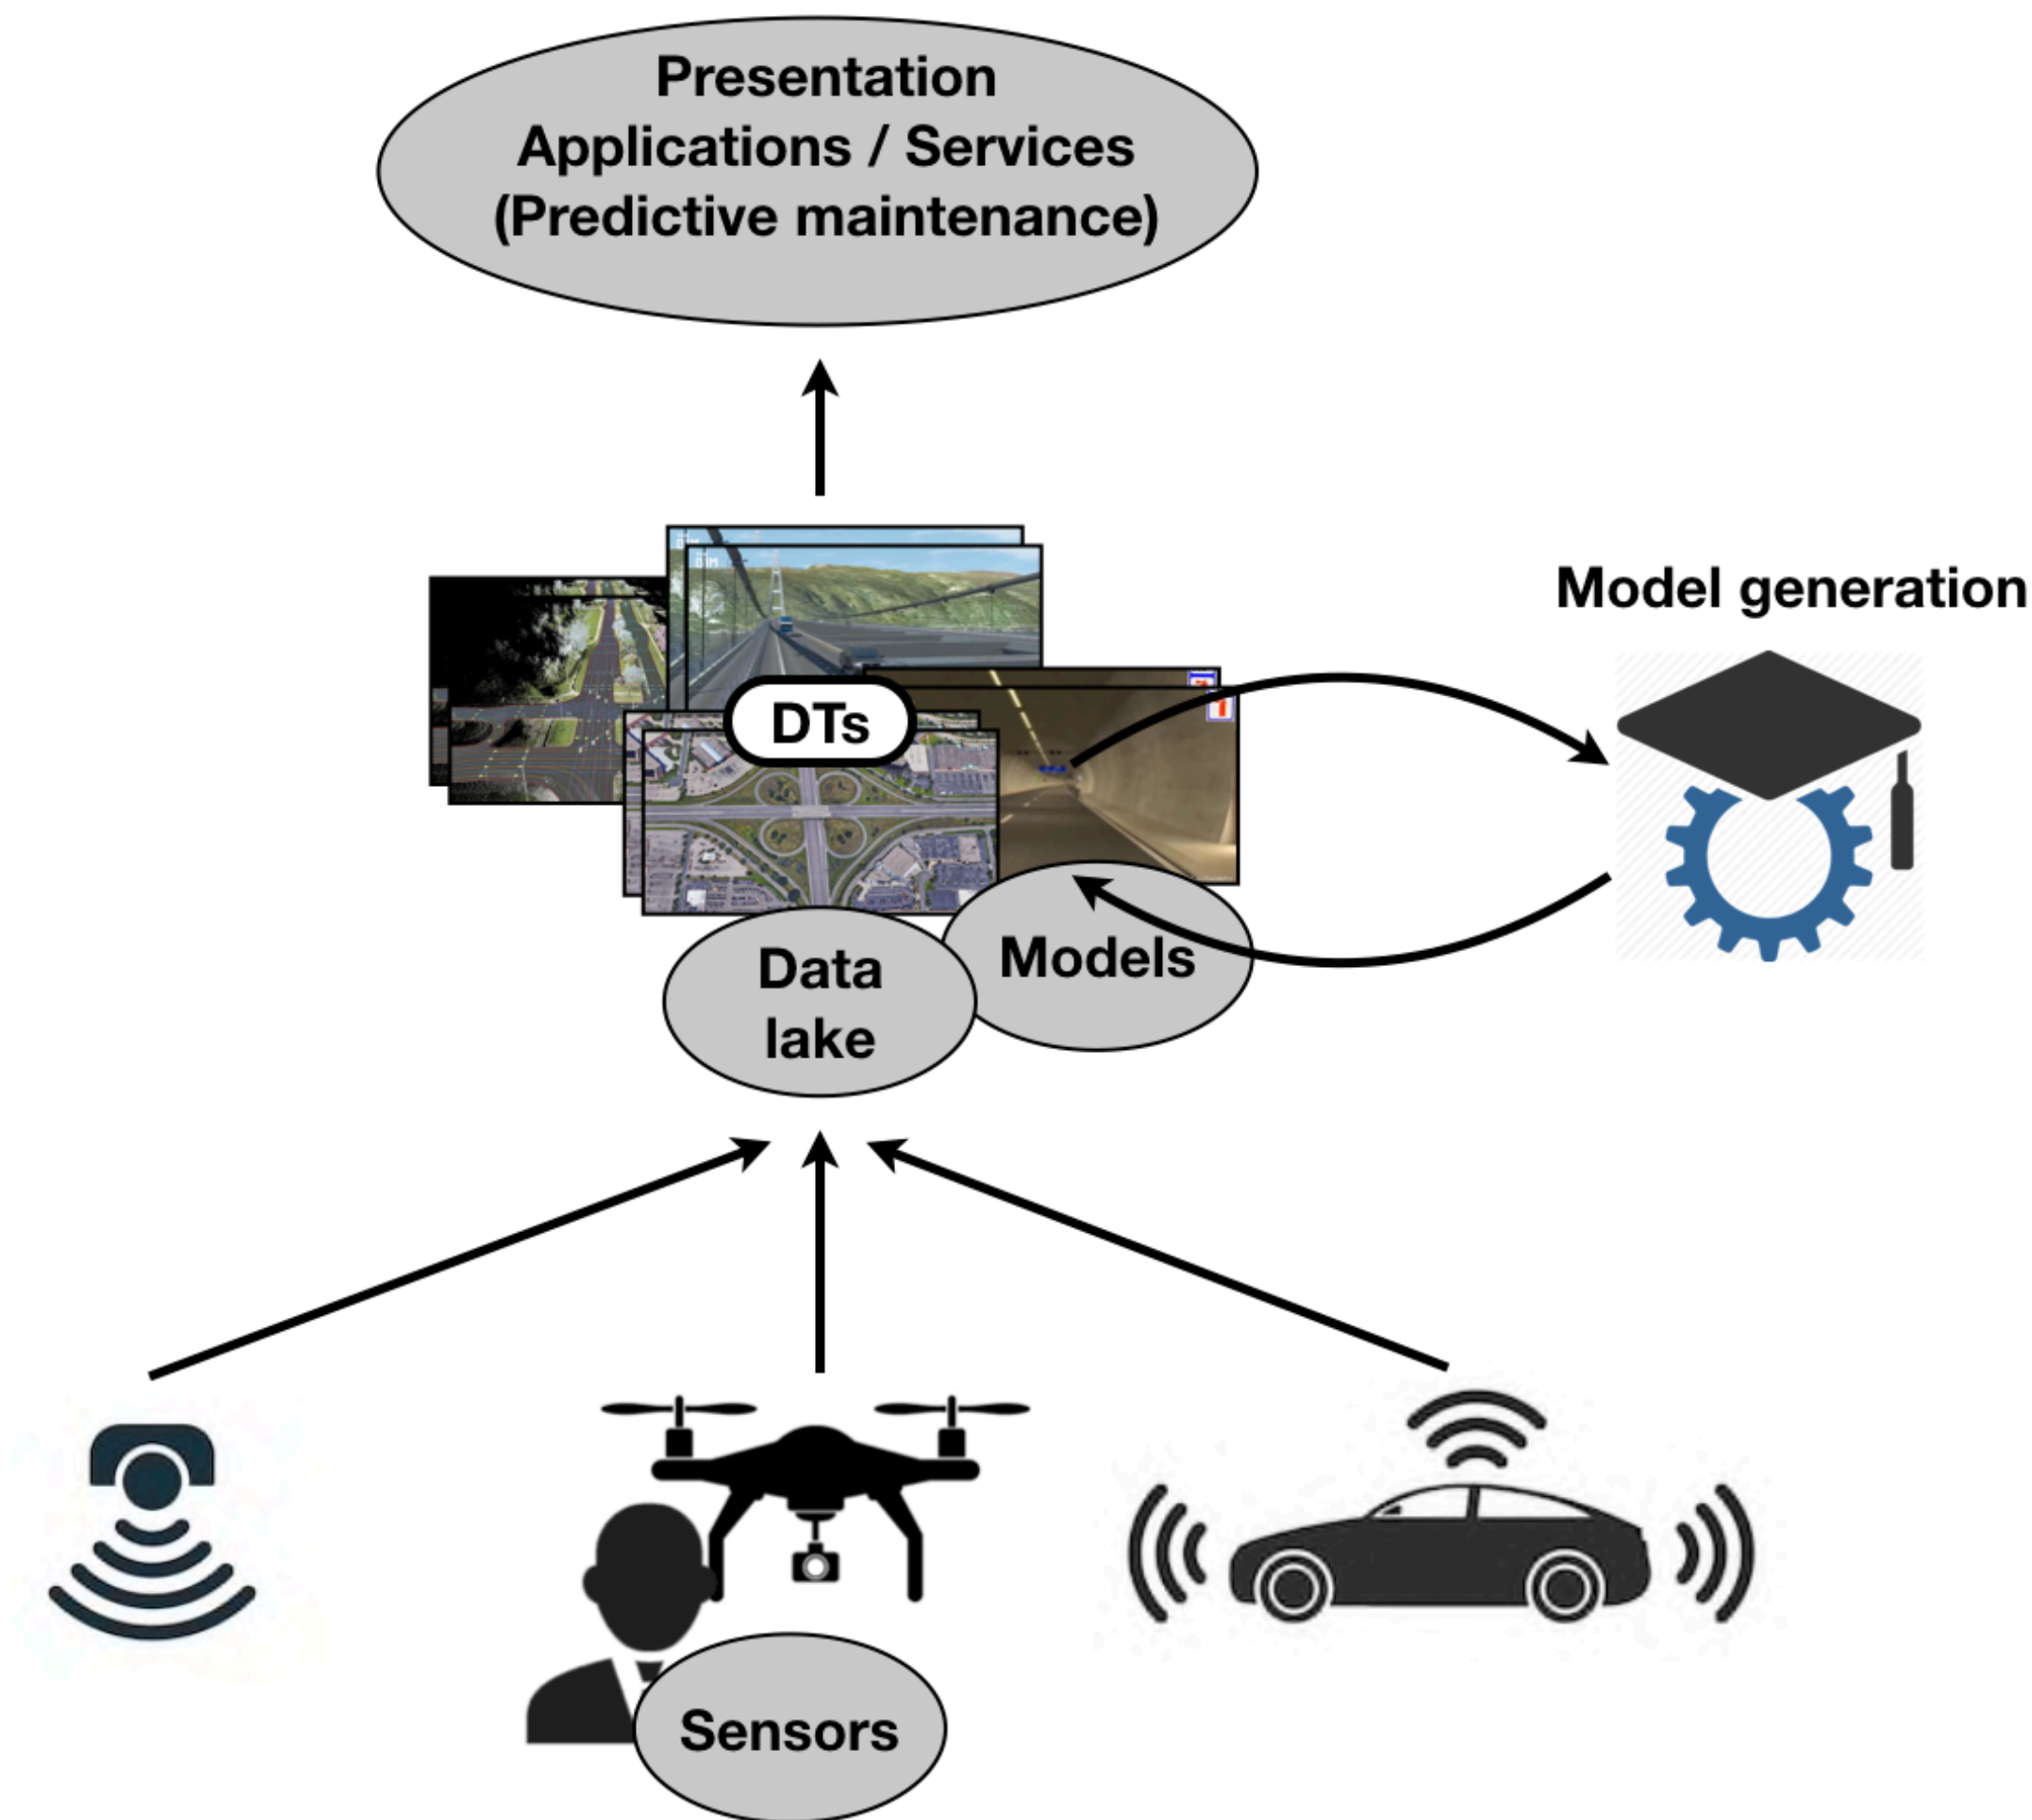 Presentation
Applications / Services
(Predictive maintenance)
Model generation
DTs
Data
lake
Models
Sensors